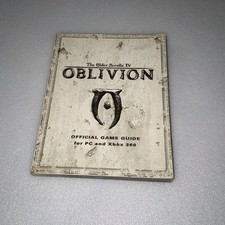 The Elder Scrolls IV
OBLIVION
OFFICIAL GAME GUIDE
for PC and Xbox 360